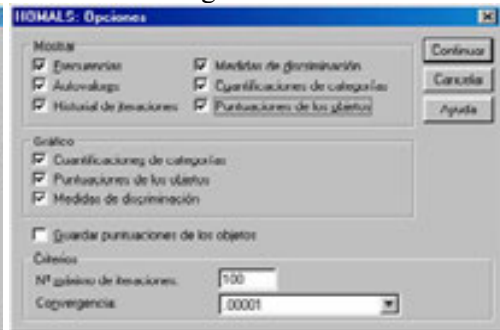 HOMALS: Opciones
Mostrar
Frecuencias
Medidas de discriminación
Autovalores
Cuantificaciones de categorías
Historial de iteraciones
Puntuaciones de los objetos
Continuar
Cancelar
Ayuda
Gráfico
Cuantificaciones de categorías
Puntuaciones de los objetos
Medidas de discriminación
Guardar puntuaciones de los objetos
Criterios
Nº máximo de iteraciones: 100
Convergencia: .00001